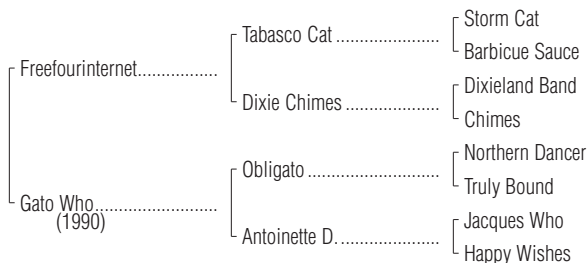 Storm Cat
Tabasco Cat ........................
Barbicue Sauce
Freefourinternet..................
Dixieland Band
Dixie Chimes ......................
Chimes
Northern Dancer
Obligato ..............................
Truly Bound
Gato Who...........................
(1990)
Jacques Who
Antoinette D. ......................
Happy Wishes